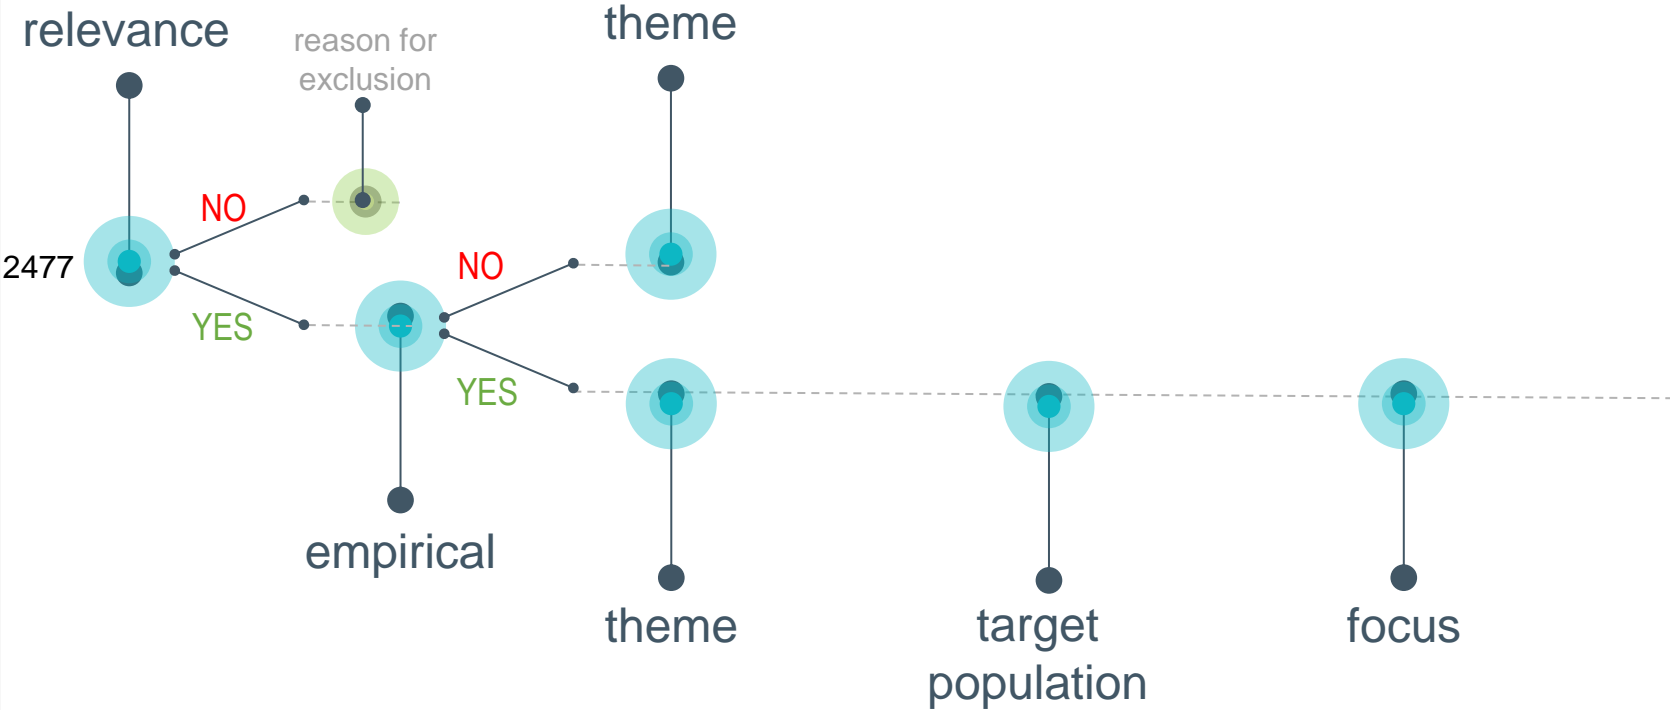 relevance
reason for
exclusion
theme
NO
2477
YES
NO
YES
empirical
theme
target
population
focus